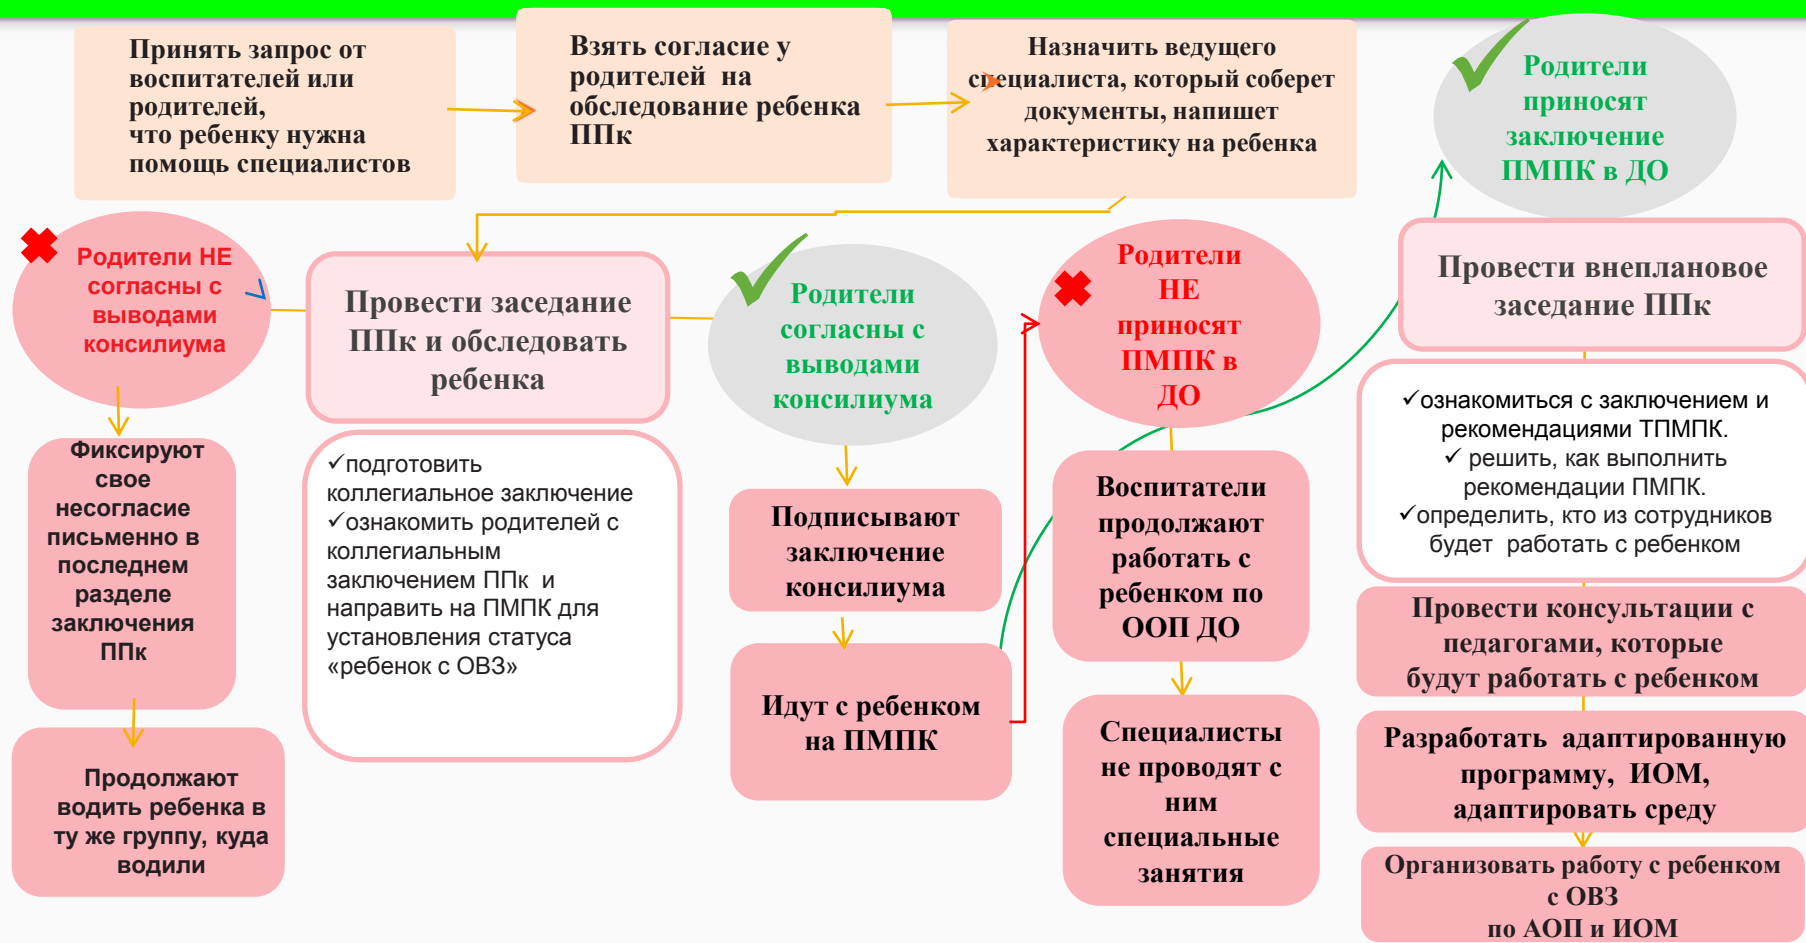 Принять запрос от
воспитателей или
родителей,
что ребенку нужна
помощь специалистов
Взять согласие у
родителей на
обследование ребенка
ППк
Назначить ведущего
специалиста, который соберет
документы, напишет
характеристику на ребенка
Родители
приносят
заключение
ПМПК в ДО
Родители НЕ
согласны с
выводами
консилиума
Провести заседание
ППк и обследовать
ребенка
Родители
согласны с
выводами
консилиума
Родители
НЕ
приносят
ПМПК в
ДО
Провести внеплановое
заседание ППк
Фиксируют
свое
несогласие
письменно в
последнем
разделе
заключения
ППк
✓подготовить
коллегиальное заключение
✓ознакомить родителей с
коллегиальным
заключением ППк и
направить на ПМПК для
установления статуса
«ребенок с ОВЗ»
Подписывают
заключение
консилиума
Воспитатели
продолжают
работать с
ребенком по
ООП ДО
✓ознакомиться с заключением и
рекомендациями ТПМПК.
✓ решить, как выполнить
рекомендации ПМПК.
✓определить, кто из сотрудников
будет работать с ребенком
Продолжают
водить ребенка в
ту же группу, куда
водили
Идут с ребенком
на ПМПК
Специалисты
не проводят с
ним
специальные
занятия
Провести консультации с
педагогами, которые
будут работать с ребенком
Разработать адаптированную
программу, ИОМ,
адаптировать среду
Организовать работу с ребенком
с ОВЗ
по АОП и ИОМ